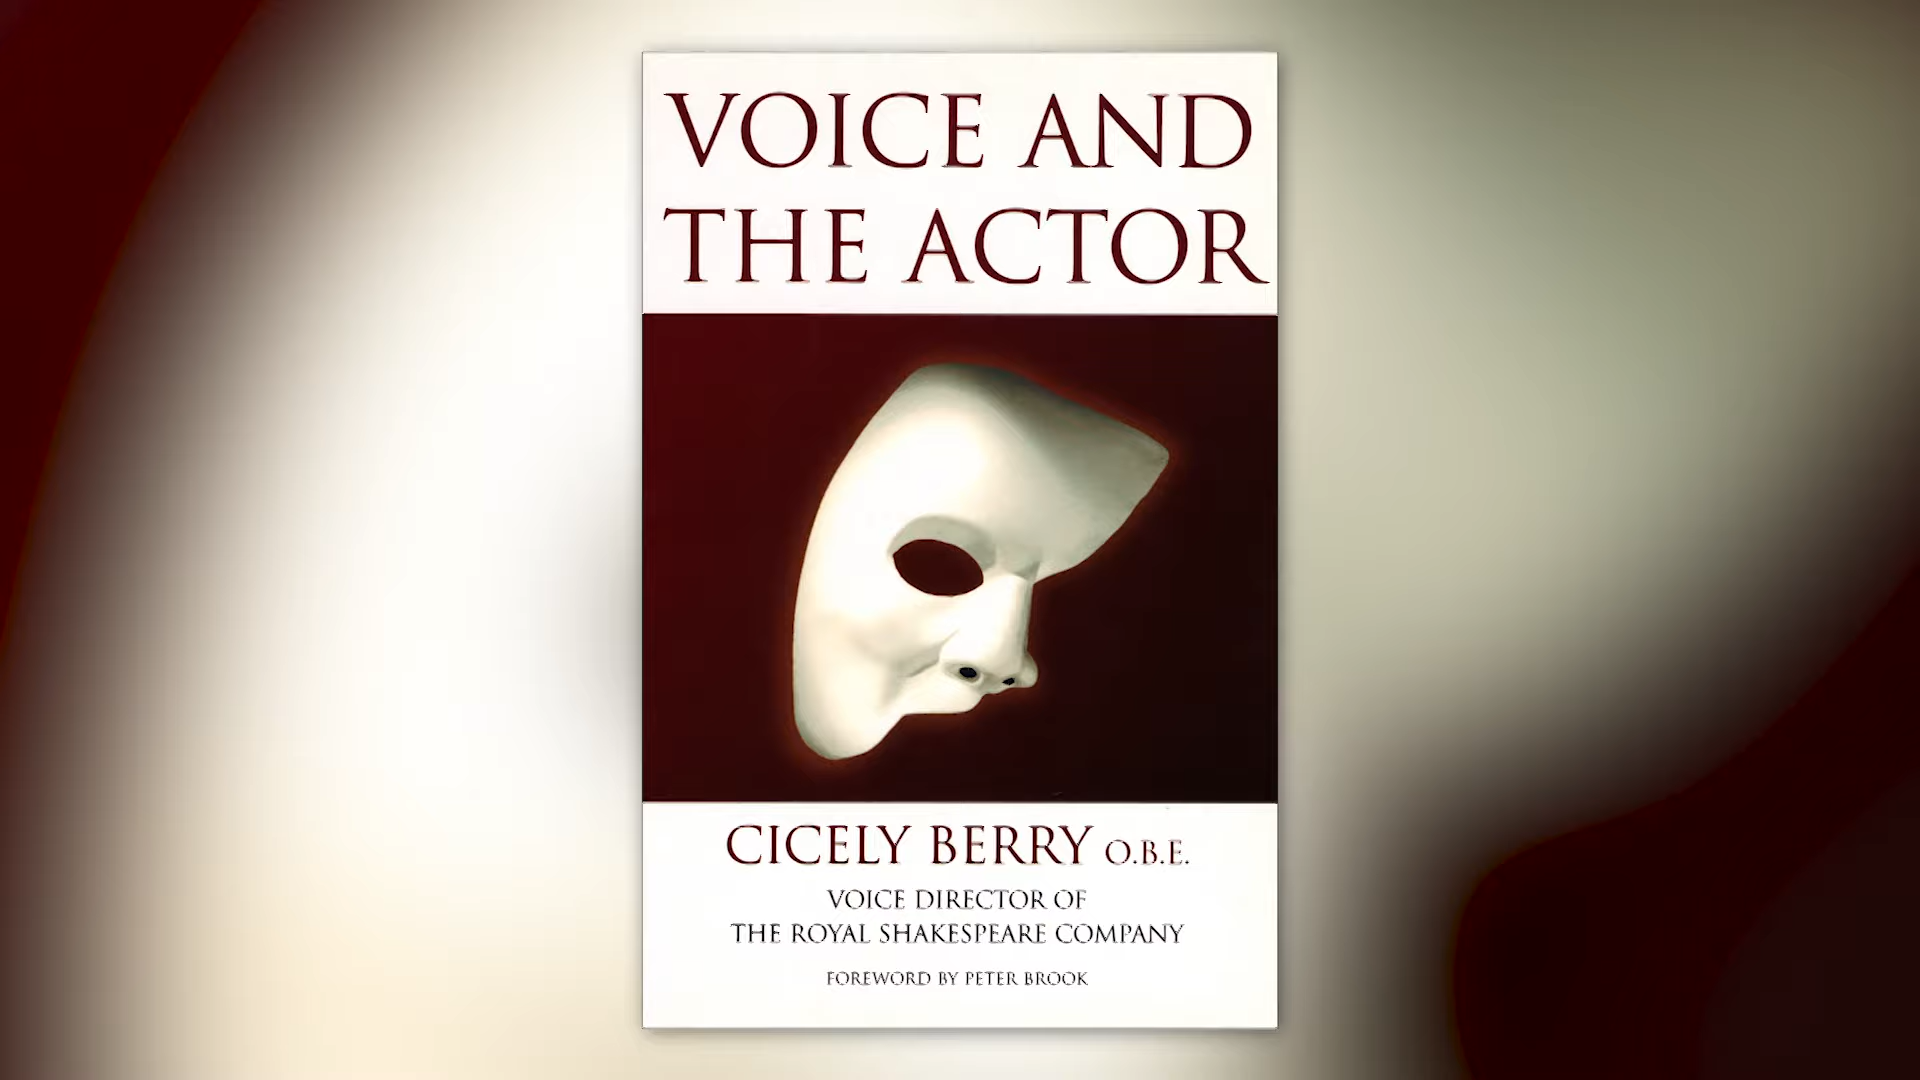 VOICE AND
THE ACTOR
CICELY BERRY O.B.E.
VOICE DIRECTOR OF
THE ROYAL SHAKESPEARE COMPANY
FOREWORD BY PETER BROOK